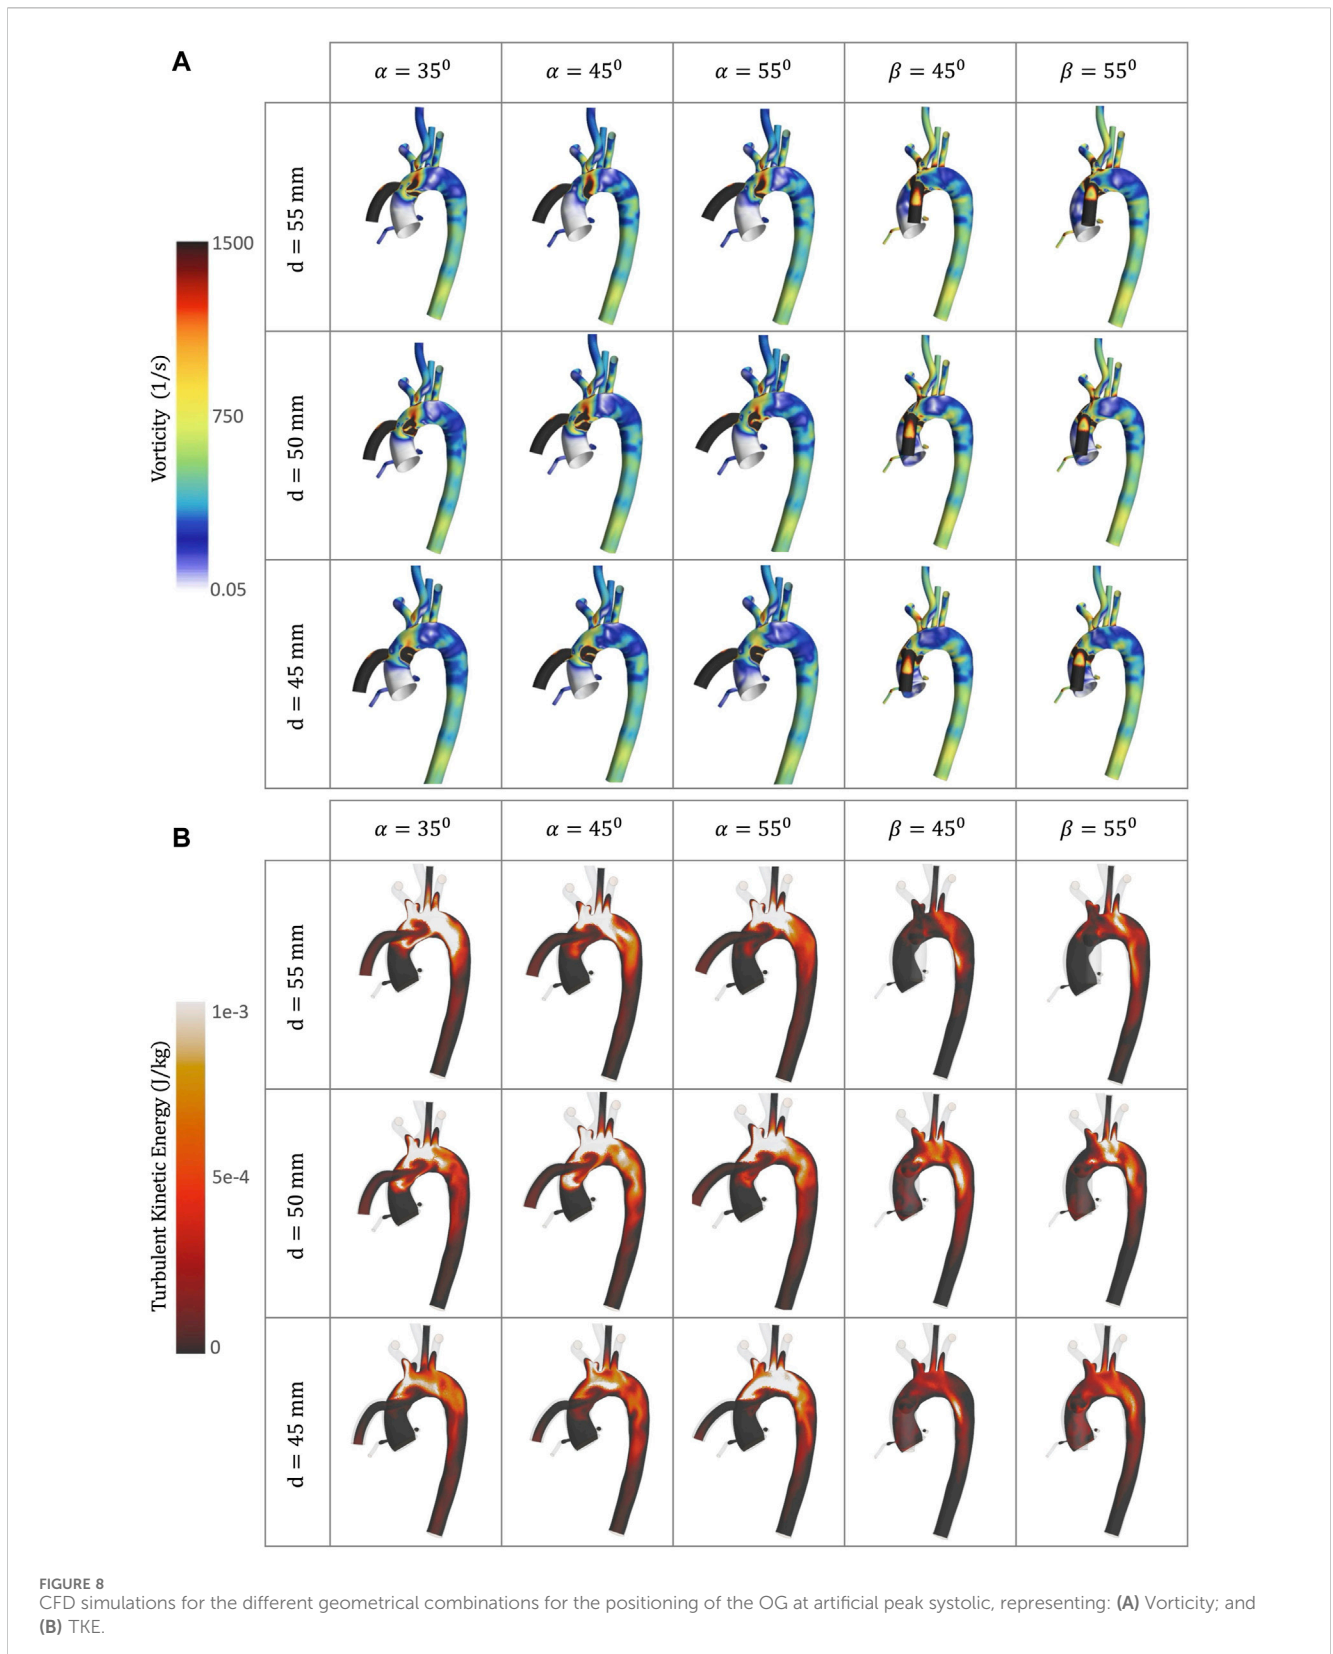 A
α = 35⁰ α = 45⁰ α = 55⁰ β = 45⁰ β = 55⁰
d = 55 mm
d = 50 mm
d = 45 mm
Vorticity (1/s)
1500
750
0.05
B
α = 35⁰ α = 45⁰ α = 55⁰ β = 45⁰ β = 55⁰
d = 55 mm
d = 50 mm
d = 45 mm
Turbulent Kinetic Energy (J/kg)
1e-3
5e-4
0
FIGURE 8
CFD simulations for the different geometrical combinations for the positioning of the OG at artificial peak systolic, representing: (A) Vorticity; and
(B) TKE.